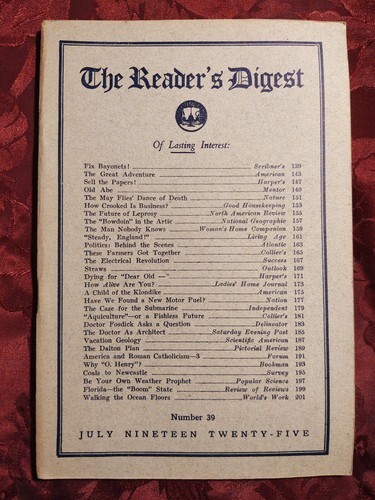 The Reader's Digest
Of Lasting Interest:
Fix Bayonets! Scribner's 139
The Great Adventure American 143
Sell the Papers! Harper's 147
Old Abe Mentor 149
The May Flies' Dance of Death Nature 151
How Crooked Is Business? Good Housekeeping 153
The Future of Leprosy North American Review 155
The "Bowdoin" in the Artic National Geographic 157
The Man Nobody Knows Woman's Home Companion 159
"Steady, England!" Living Age 161
Politics: Behind the Scenes Atlantic 163
These Farmers Got Together Collier's 165
The Electrical Revolution Success 167
Straws Outlook 169
Dying for "Dear Old —" Harper's 171
How Alive Are You? Ladies' Home Journal 173
A Child of the Klondike American 175
Have We Found a New Motor Fuel? Nation 177
The Case for the Submarine Independent 179
"Aquiculture"—or a Fishless Future Collier's 181
Doctor Fosdick Asks a Question Delineator 183
The Doctor As Architect Saturday Evening Post 185
Vacation Geology Scientific American 187
The Dalton Plan Pictorial Review 189
America and Roman Catholicism—3 Forum 191
Why "O. Henry"? Bookman 193
Coals to Newcastle Survey 195
Be Your Own Weather Prophet Popular Science 197
Florida—the "Boom" State Review of Reviews 199
Walking the Ocean Floors World's Work 201
Number 39
JULY NINETEEN TWENTY-FIVE